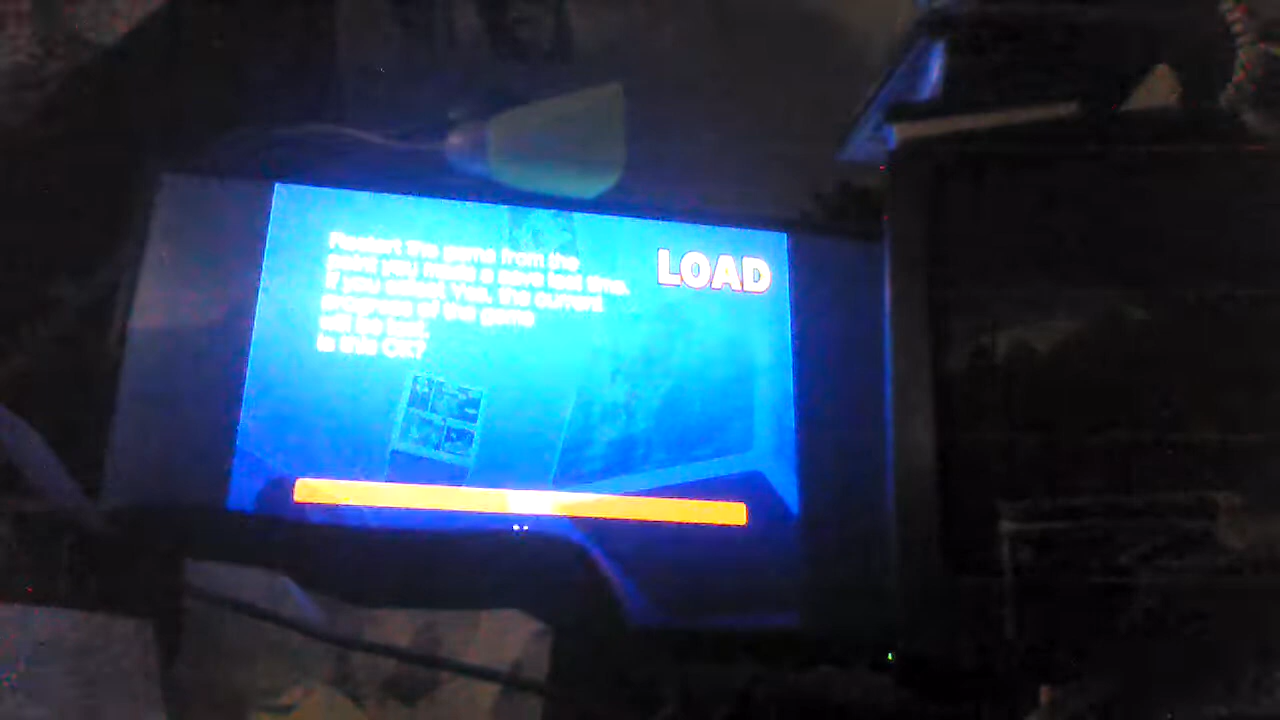 Restart the game from the
point you made a save last time.
If you select Yes, the current
progress of the game
will be lost.
Is this OK?
LOAD